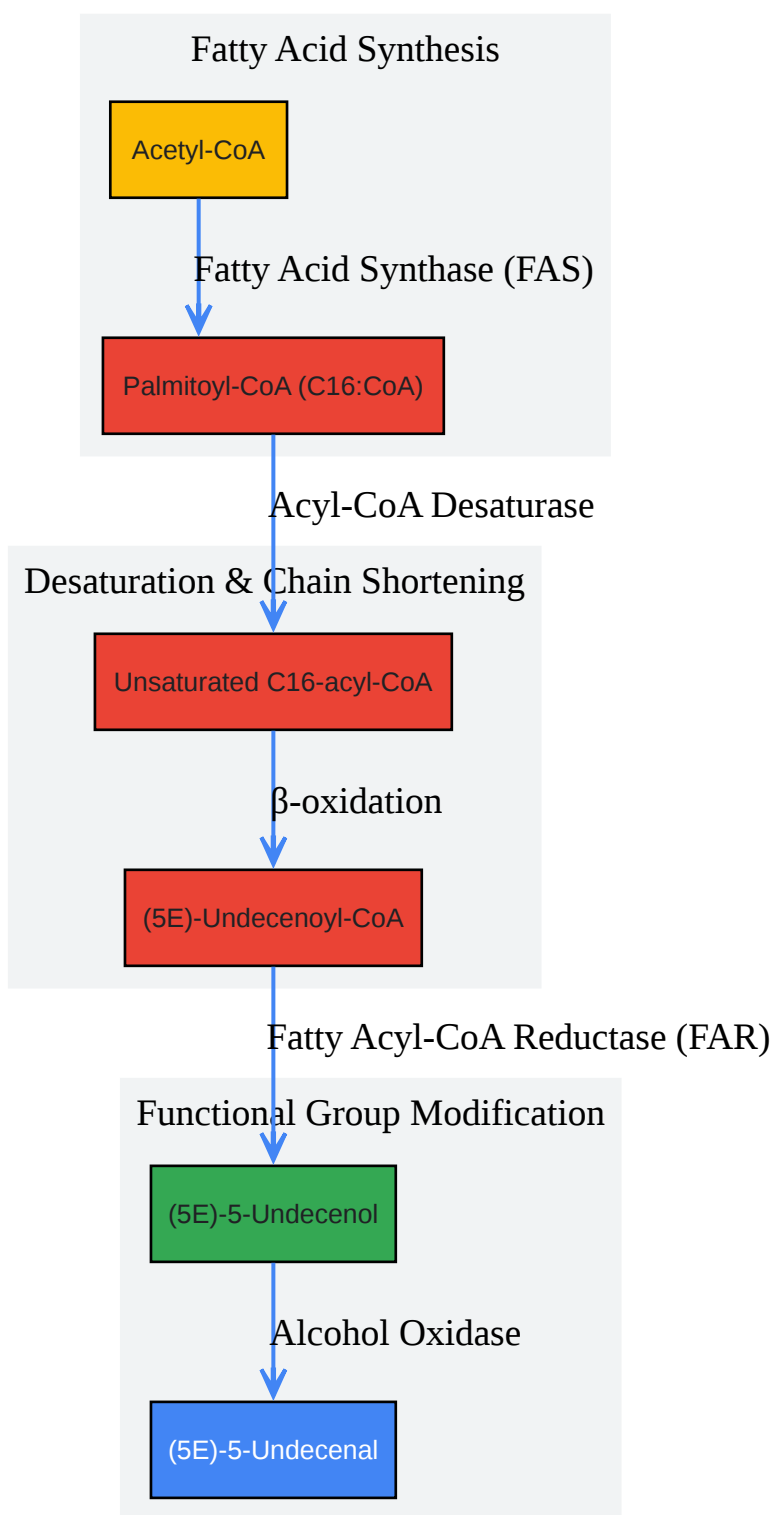 Fatty Acid Synthesis
Acetyl-CoA
Fatty Acid Synthase (FAS)
Palmitoyl-CoA (C16:CoA)
Acyl-CoA Desaturase
Desaturation & Chain Shortening
Unsaturated C16-acyl-CoA
β-oxidation
(5E)-Undecenoyl-CoA
Fatty Acyl-CoA Reductase (FAR)
Functional Group Modification
(5E)-5-Undecenol
Alcohol Oxidase
(5E)-5-Undecenal